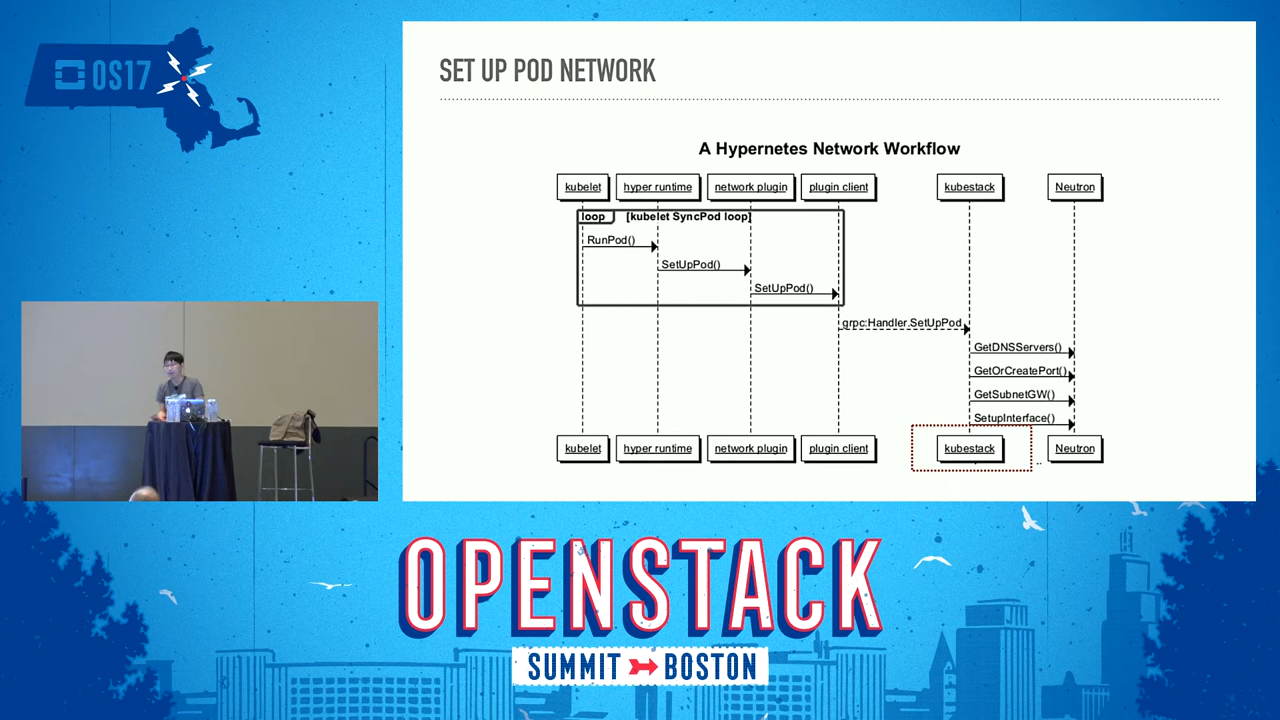 OS17
SET UP POD NETWORK
A Hypernetes Network Workflow
kubelet
hyper runtime
network plugin
plugin client
kubestack
Neutron
loop
[kubelet SyncPod loop]
RunPod()
SetUpPod()
SetUpPod()
grpc:Handler.SetUpPod
GetDNSServers()
GetOrCreatePort()
GetSubnetGW()
SetupInterface()
kubelet
hyper runtime
network plugin
plugin client
kubestack
Neutron
OPENSTACK
SUMMIT BOSTON